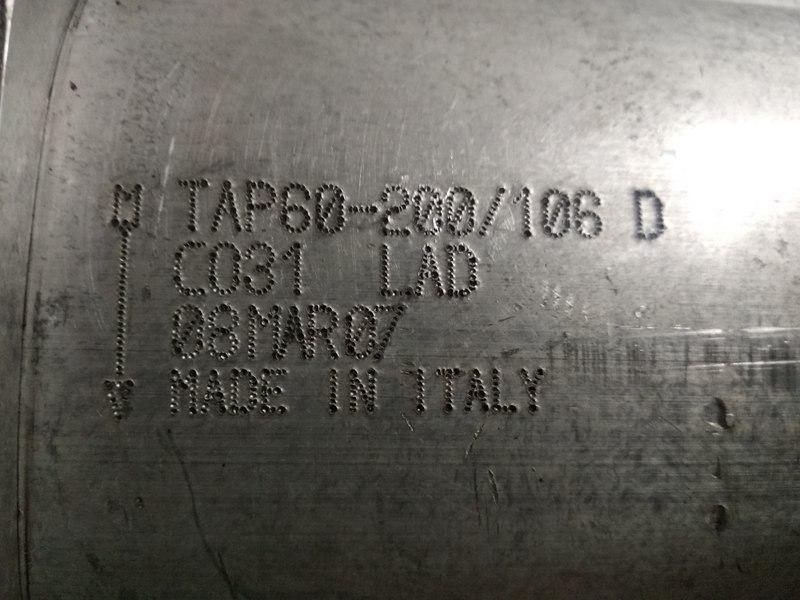 TAP60-200/106 D
C031 LAD
08MAR07
MADE IN ITALY